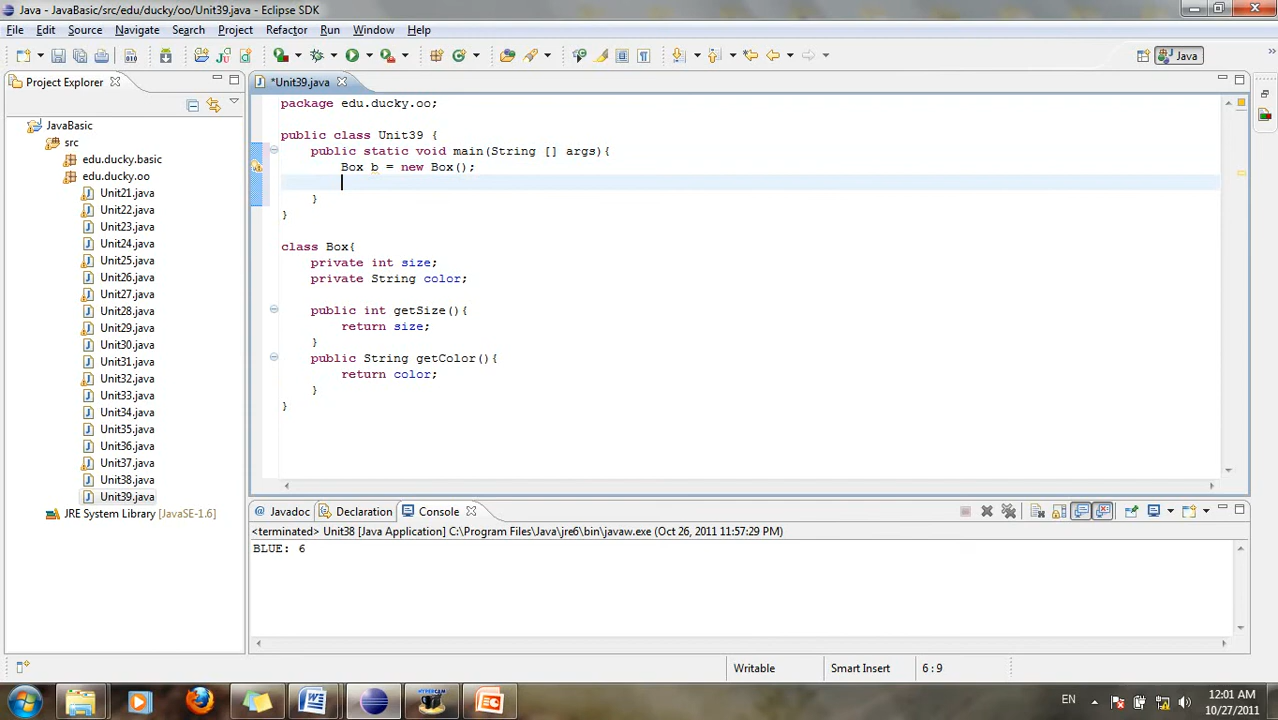 Java - JavaBasic/src/edu/ducky/oo/Unit39.java - Eclipse SDK
File Edit Source Refactor Navigate Search Project Run Window Help
Java
Project Explorer
*Unit39.java
JavaBasic
src
edu.ducky.basic
edu.ducky.oo
Unit21.java
Unit22.java
Unit23.java
Unit24.java
Unit25.java
Unit26.java
Unit27.java
Unit28.java
Unit29.java
Unit30.java
Unit31.java
Unit32.java
Unit33.java
Unit34.java
Unit35.java
Unit36.java
Unit37.java
Unit38.java
Unit39.java
JRE System Library [JavaSE-1.6]
package edu.ducky.oo;
public class Unit39 {
public static void main(String [] args){
Box b = new Box();
}
}
class Box{
private int size;
private String color;
public int getSize(){
return size;
}
public String getColor(){
return color;
}
}
Javadoc Declaration Console
<terminated> Unit38 [Java Application] C:\Program Files\Java\jre6\bin\javaw.exe (Oct 26, 2011 11:57:29 PM)
BLUE: 6
Writable Smart Insert 6 : 9
EN
12:01 AM
10/27/2011